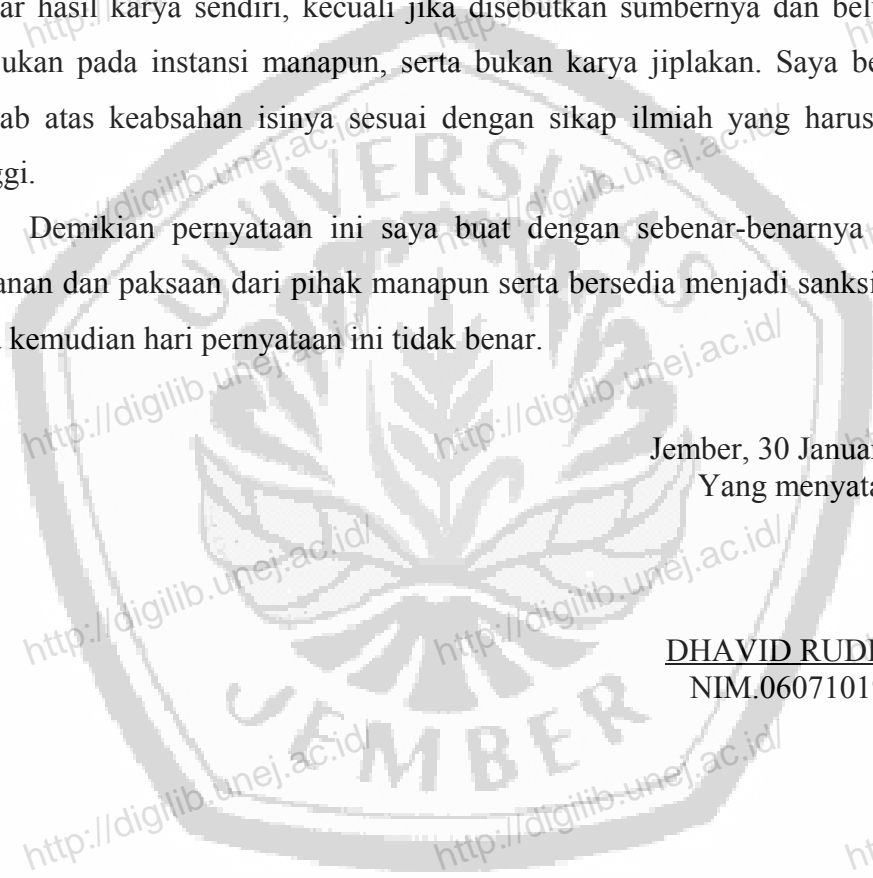 ar hasil karya sendiri, kecuali jika disebutkan sumbernya dan bel
ukan pada instansi manapun, serta bukan karya jiplakan. Saya be
ab atas keabsahan isinya sesuai dengan sikap ilmiah yang harus
ggi.
Demikian pernyataan ini saya buat dengan sebenar-benarnya
anan dan paksaan dari pihak manapun serta bersedia menjadi sanksi
kemudian hari pernyataan ini tidak benar.
Jember, 30 Januar
Yang menyata
DHAVID RUDI
NIM.06071019
UNIVERSITAS
JEMBER
http://digilib.unej.ac.id/
http://digilib.unej.ac.id/
http://digilib.unej.ac.id/
http://digilib.unej.ac.id/
http://digilib.unej.ac.id/
http://digilib.unej.ac.id/
http://digilib.unej.ac.id/
http://digilib.unej.ac.id/